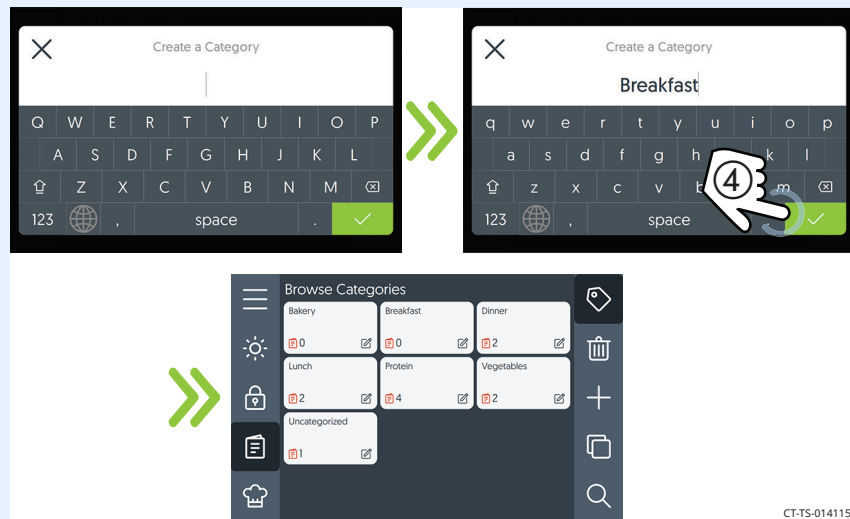 Create a Category
Q W E R T Y U I O P
A S D F G H J K L
Z X C V B N M
123 , space .
Create a Category
Breakfast
q w e r t y u i o p
a s d f g h k l
z x c v b m
4
123 , space
Browse Categories
Bakery Breakfast Dinner
0 0 2
Lunch Protein Vegetables
2 4 2
Uncategorized
1
CT-TS-014115